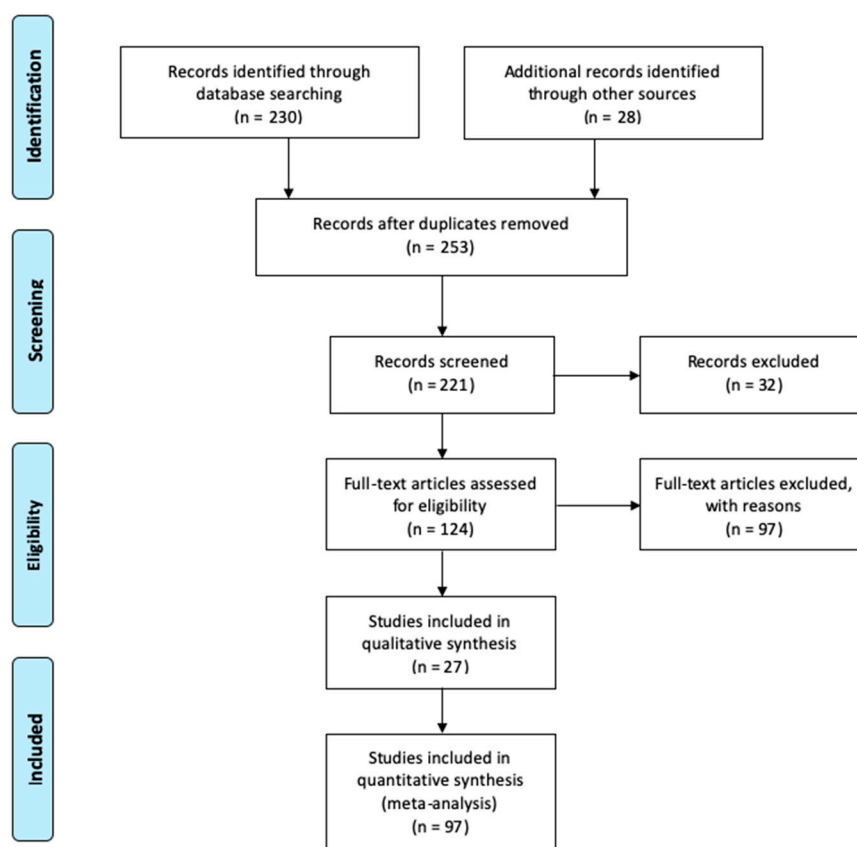 Identification
Records identified through
database searching
(n = 230)
Additional records identified
through other sources
(n = 28)
Records after duplicates removed
(n = 253)
Screening
Records screened
(n = 221)
Records excluded
(n = 32)
Eligibility
Full-text articles assessed
for eligibility
(n = 124)
Full-text articles excluded,
with reasons
(n = 97)
Studies included in
qualitative synthesis
(n = 27)
Included
Studies included in
quantitative synthesis
(meta-analysis)
(n = 97)